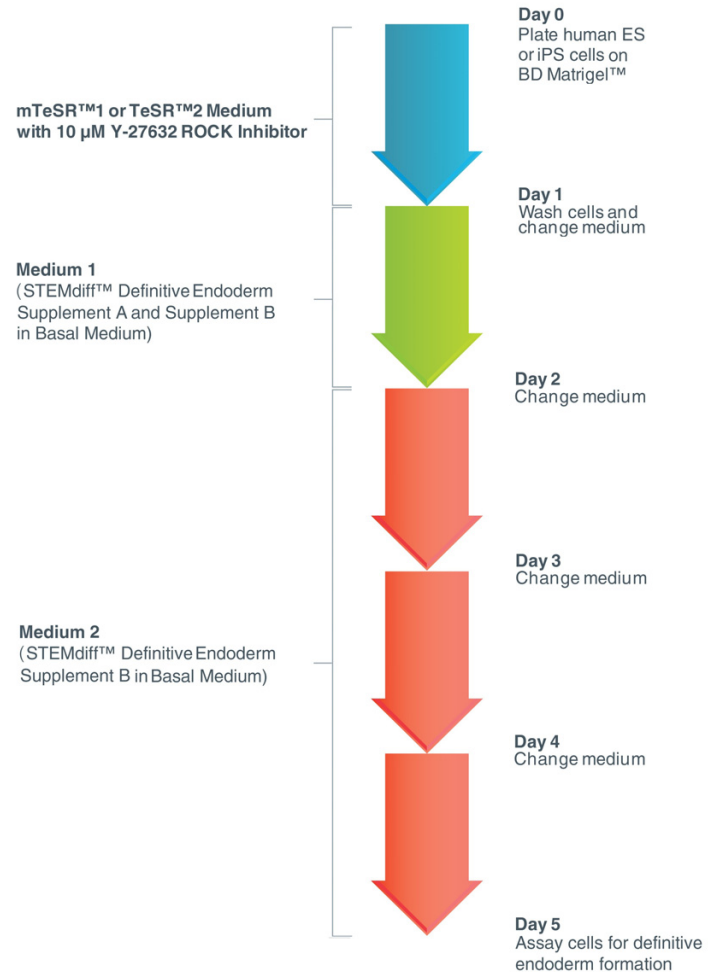 Day 0
Plate human ES
or iPS cells on
BD Matrigel™
mTeSR™1 or TeSR™2 Medium
with 10 µM Y-27632 ROCK Inhibitor
Day 1
Wash cells and
change medium
Medium 1
(STEMdiff™ Definitive Endoderm
Supplement A and Supplement B
in Basal Medium)
Day 2
Change medium
Day 3
Change medium
Medium 2
(STEMdiff™ Definitive Endoderm
Supplement B in Basal Medium)
Day 4
Change medium
Day 5
Assay cells for definitive
endoderm formation